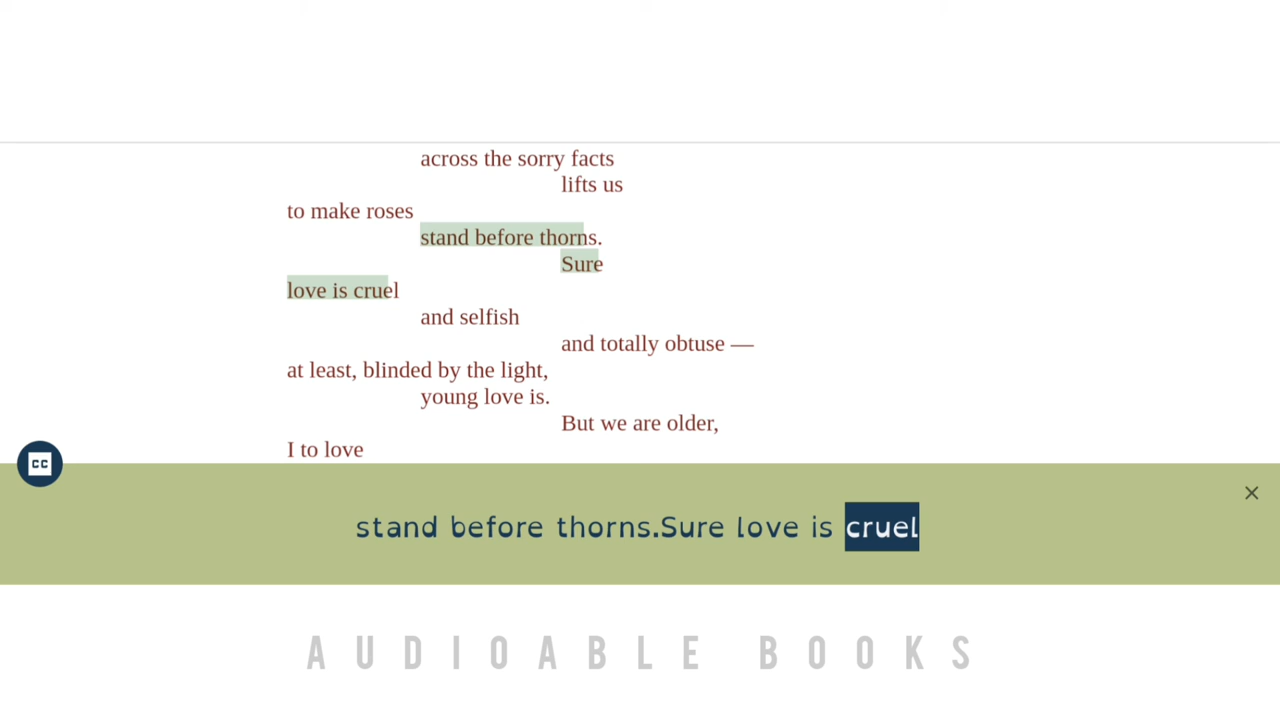 across the sorry facts
lifts us
to make roses
stand before thorns.
Sure
love is cruel
and selfish
and totally obtuse —
at least, blinded by the light,
young love is.
But we are older,
I to love
CC
stand before thorns.Sure love is cruel
AUDIOABLE BOOKS